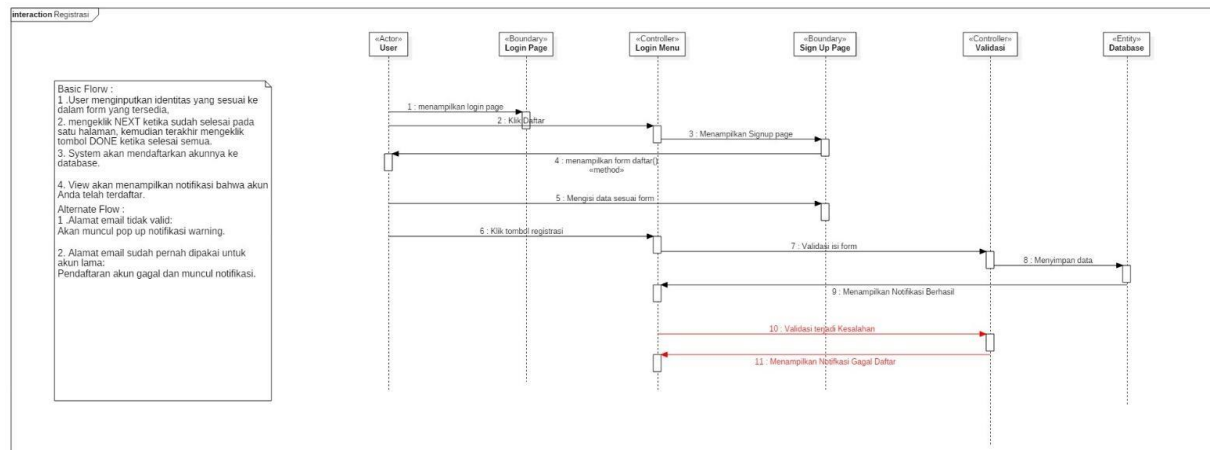 interaction Registrasi
«Actor»
User
«Boundary»
Login Page
«Controller»
Login Menu
«Boundary»
Sign Up Page
«Controller»
Validasi
«Entity»
Database
Basic Florw :
1 .User menginputkan identitas yang sesuai ke
dalam form yang tersedia,
2. mengeklik NEXT ketika sudah selesai pada
satu halaman, kemudian terakhir mengeklik
tombol DONE ketika selesai semua.
3. System akan mendaftarkan akunnya ke
database.
4. View akan menampilkan notifikasi bahwa akun
Anda telah terdaftar.
Alternate Flow :
1 .Alamat email tidak valid:
Akan muncul pop up notifikasi warning.
2. Alamat email sudah pernah dipakai untuk
akun lama:
Pendaftaran akun gagal dan muncul notifikasi.
1 : menampilkan login page
2 : Klik Daftar
3 : Menampilkan Signup page
4 : menampilkan form daftar()
«method»
5 : Mengisi data sesuai form
6 : Klik tombol registrasi
7 : Validasi isi form
8 : Menyimpan data
9 : Menampilkan Notifikasi Berhasil
10 : Validasi terjadi Kesalahan
11 : Menampilkan Notifkasi Gagal Daftar